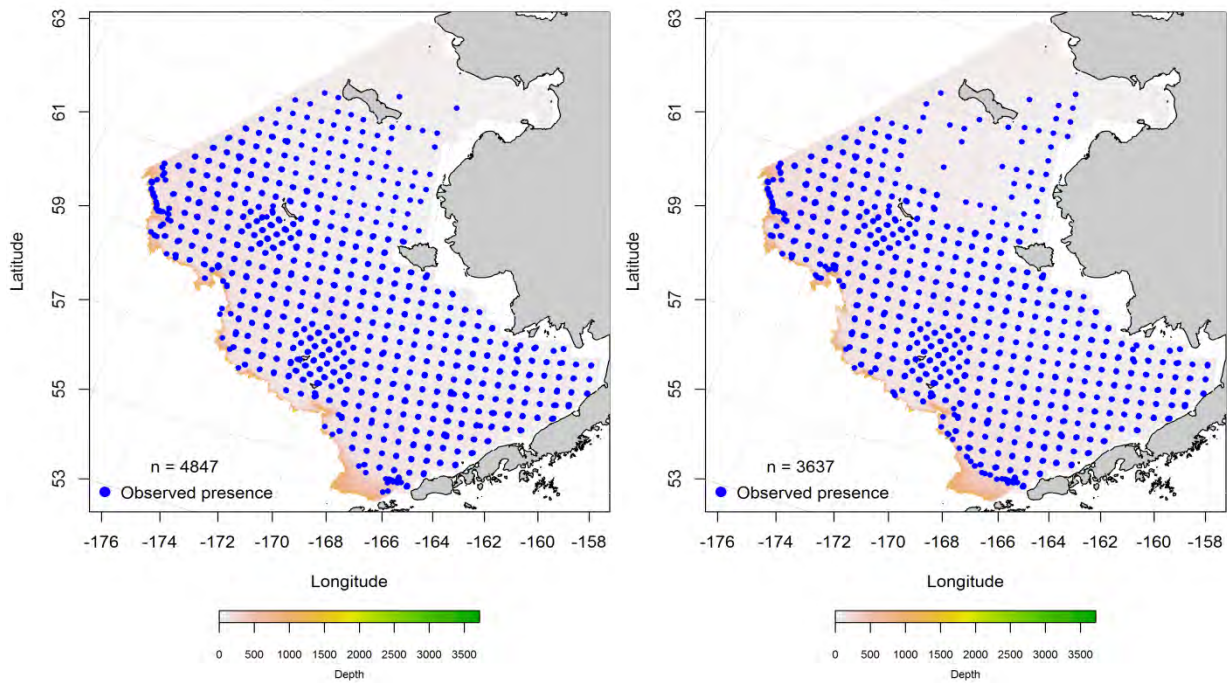 63
61
59
57
55
53
Latitude
n = 4847
Observed presence
-176 -174 -172 -170 -168 -166 -164 -162 -160 -158
Longitude
0 500 1000 1500 2000 2500 3000 3500
Depth
63
61
59
57
55
53
Latitude
n = 3637
Observed presence
-176 -174 -172 -170 -168 -166 -164 -162 -160 -158
Longitude
0 500 1000 1500 2000 2500 3000 3500
Depth